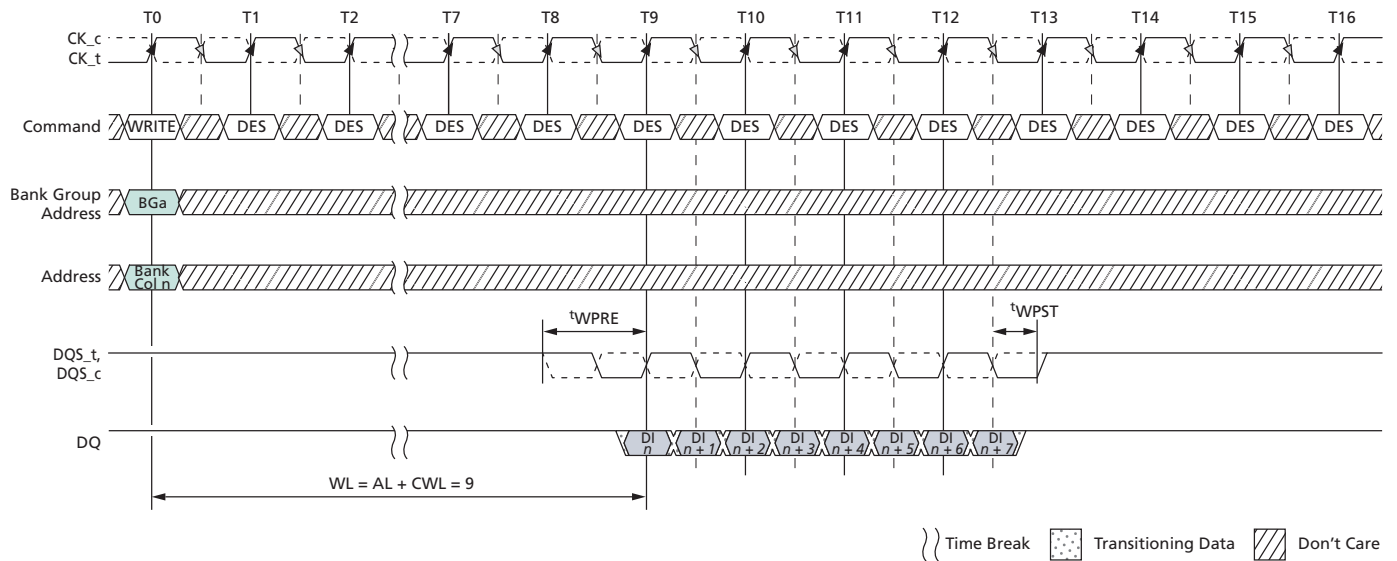 T0 T1 T2 T7 T8 T9 T10 T11 T12 T13 T14 T15 T16
CK_c
CK_t
Command WRITE DES DES DES DES DES DES DES DES DES DES DES DES
Bank Group
Address
BGa
Address
Bank
Col n
tWPRE
tWPST
DQS_t,
DQS_c
DQ
DI n
DI n + 1
DI n + 2
DI n + 3
DI n + 4
DI n + 5
DI n + 6
DI n + 7
WL = AL + CWL = 9
Time Break Transitioning Data Don't Care